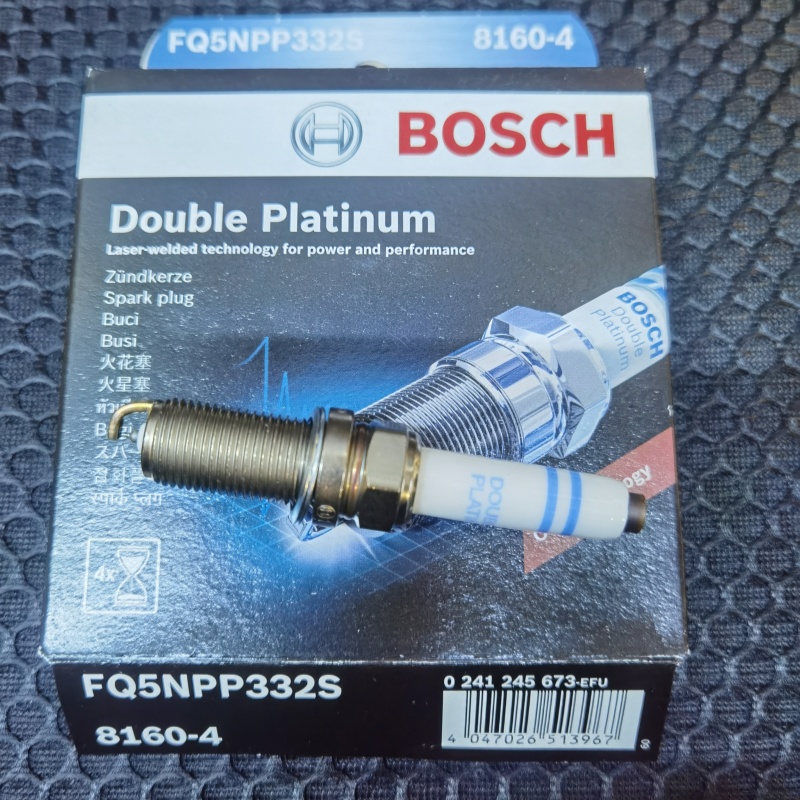 FQ5NPP332S 8160-4
BOSCH
Double Platinum
Laser-welded technology for power and performance
Zündkerze
Spark plug
Buci
Busi
火花塞
火星塞
BOSCH
Double
Platinum
4x
FQ5NPP332S
8160-4
0 241 245 673-EFU
4 047026 513967